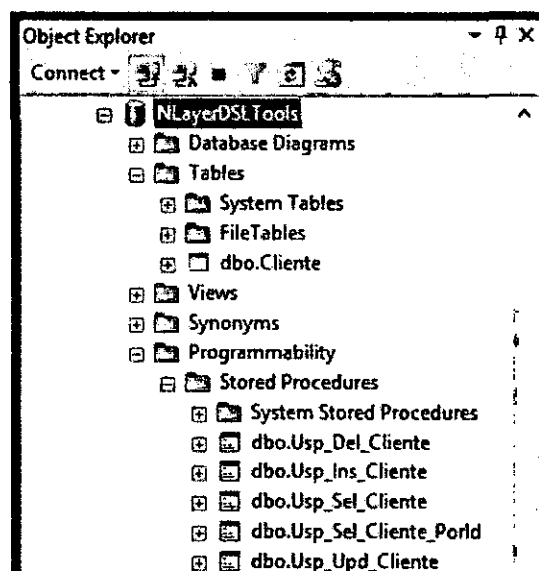 Object Explorer
Connect
NLayerDSLTools
Database Diagrams
Tables
System Tables
FileTables
dbo.Cliente
Views
Synonyms
Programmability
Stored Procedures
System Stored Procedures
dbo.Usp_Del_Cliente
dbo.Usp_Ins_Cliente
dbo.Usp_Sel_Cliente
dbo.Usp_Sel_Cliente_PorId
dbo.Usp_Upd_Cliente